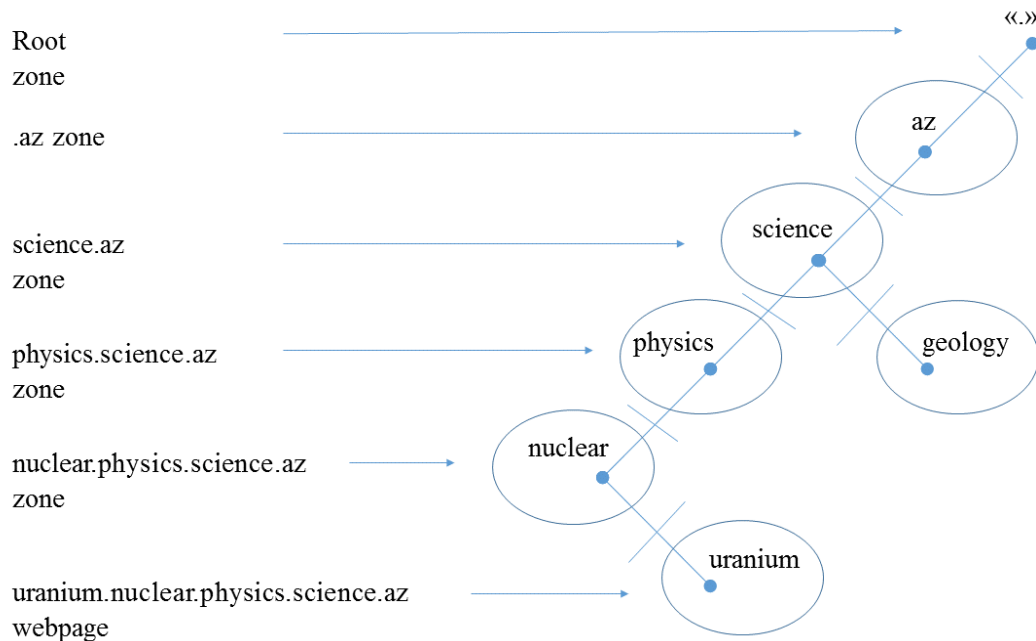 «.»
Root
zone
.az zone
az
science.az
zone
science
physics.science.az
zone
physics
geology
nuclear.physics.science.az
zone
nuclear
uranium.nuclear.physics.science.az
webpage
uranium